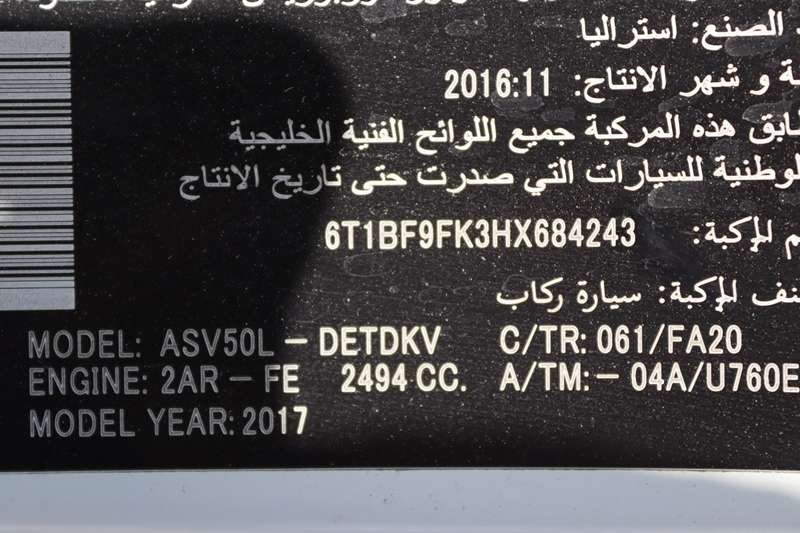 الصنع: استراليا
و شهر الانتاج: 2016:11
هذه المركبة جميع اللوائح الفنية الخليجية
للسيارات التي صدرت حتى تاريخ الانتاج
المركبة: 6T1BF9FK3HX684243
المركبة: سيارة ركاب
MODEL: ASV50L – DETDKV C/TR: 061/FA20
ENGINE: 2AR – FE 2494 CC. A/TM: – 04A/U760E
MODEL YEAR: 2017